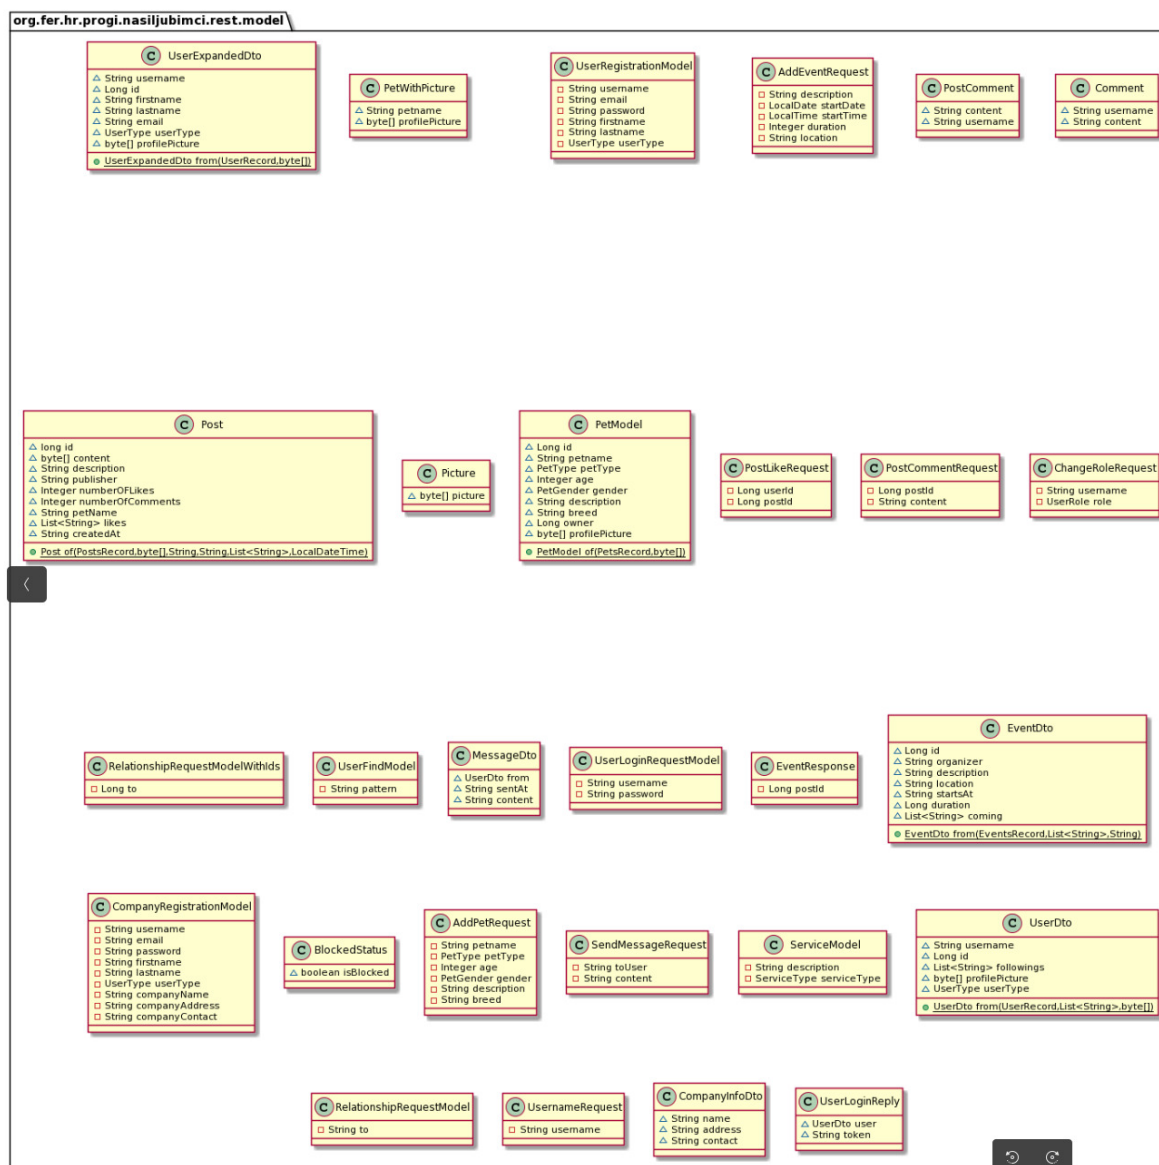 org.fer.hr.progi.nasiljubimci.rest.model
C UserExpandedDto
String username
Long id
String firstname
String lastname
String email
UserType userType
byte[] profilePicture
UserExpandedDto from(UserRecord,byte[])
C PetWithPicture
String petname
byte[] profilePicture
C UserRegistrationModel
String username
String email
String password
String firstname
String lastname
UserType userType
C AddEventRequest
String description
LocalDate startDate
LocalTime startTime
Integer duration
String location
C PostComment
String content
String username
C Comment
String username
String content
C Post
long id
byte[] content
String description
String publisher
Integer numberOFLikes
Integer numberOfComments
String petName
List<String> likes
String createdAt
Post of(PostsRecord,byte[],String,String,List<String>,LocalDateTime)
C Picture
byte[] picture
C PetModel
Long id
String petname
PetType petType
Integer age
PetGender gender
String description
String breed
Long owner
byte[] profilePicture
PetModel of(PetsRecord,byte[])
C PostLikeRequest
Long userId
Long postId
C PostCommentRequest
Long postId
String content
C ChangeRoleRequest
String username
UserRole role
C RelationshipRequestModelWithIds
Long to
C UserFindModel
String pattern
C MessageDto
UserDto from
String sentAt
String content
C UserLoginRequestModel
String username
String password
C EventResponse
Long postId
C EventDto
Long id
String organizer
String description
String location
String startsAt
Long duration
List<String> coming
EventDto from(EventsRecord,List<String>,String)
C CompanyRegistrationModel
String username
String email
String password
String firstname
String lastname
UserType userType
String companyName
String companyAddress
String companyContact
C BlockedStatus
boolean isBlocked
C AddPetRequest
String petname
PetType petType
Integer age
PetGender gender
String description
String breed
C SendMessageRequest
String toUser
String content
C ServiceModel
String description
ServiceType serviceType
C UserDto
String username
Long id
List<String> followings
byte[] profilePicture
UserType userType
UserDto from(UserRecord,List<String>,byte[])
C RelationshipRequestModel
String to
C UsernameRequest
String username
C CompanyInfoDto
String name
String address
String contact
C UserLoginReply
UserDto user
String token